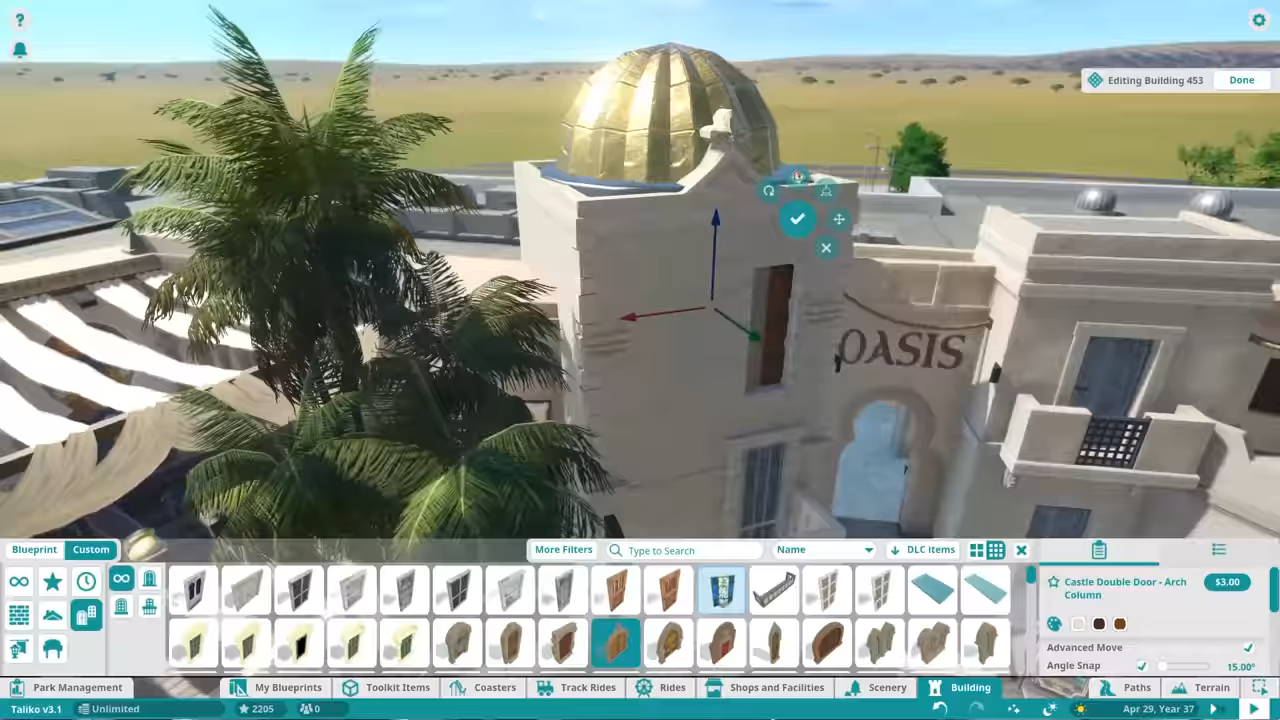 ?
Editing Building 453
Done
OASIS
Blueprint
Custom
More Filters
Type to Search
Name
DLC Items
Castle Double Door - Arch
Column
$3.00
Advanced Move
Angle Snap
15.00°
Park Management
My Blueprints
Toolkit Items
Coasters
Track Rides
Rides
Shops and Facilities
Scenery
Building
Paths
Terrain
Taliko v3.1
Unlimited
2205
0
Apr 29, Year 37